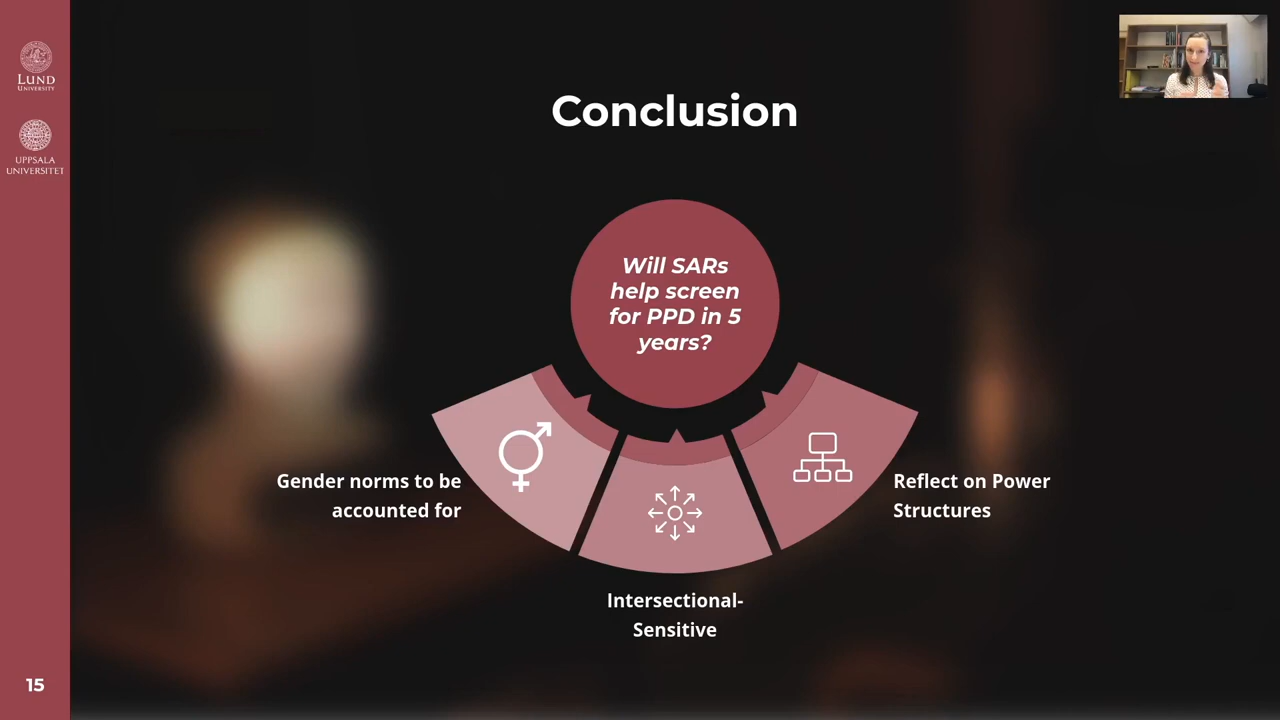 LUND
UNIVERSITY
UPPSALA
UNIVERSITET
Conclusion
Will SARs
help screen
for PPD in 5
years?
Gender norms to be
accounted for
Intersectional-
Sensitive
Reflect on Power
Structures
15